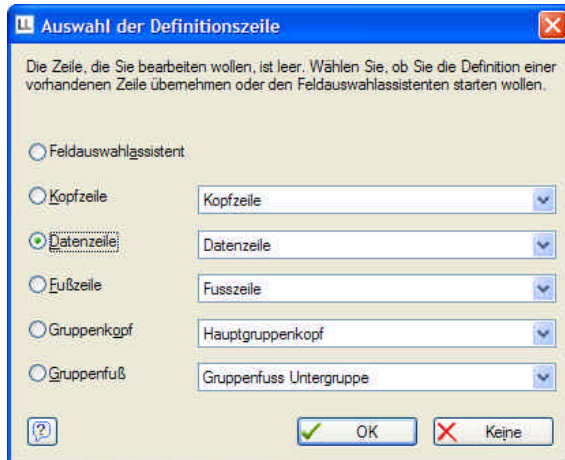 LL Auswahl der Definitionszeile
Die Zeile, die Sie bearbeiten wollen, ist leer. Wählen Sie, ob Sie die Definition einer
vorhandenen Zeile übernehmen oder den Feldauswahlassistenten starten wollen.
Feldauswahlassistent
Kopfzeile Kopfzeile
Datenzeile Datenzeile
Fußzeile Fusszeile
Gruppenkopf Hauptgruppenkopf
Gruppenfuß Gruppenfuss Untergruppe
? OK Keine